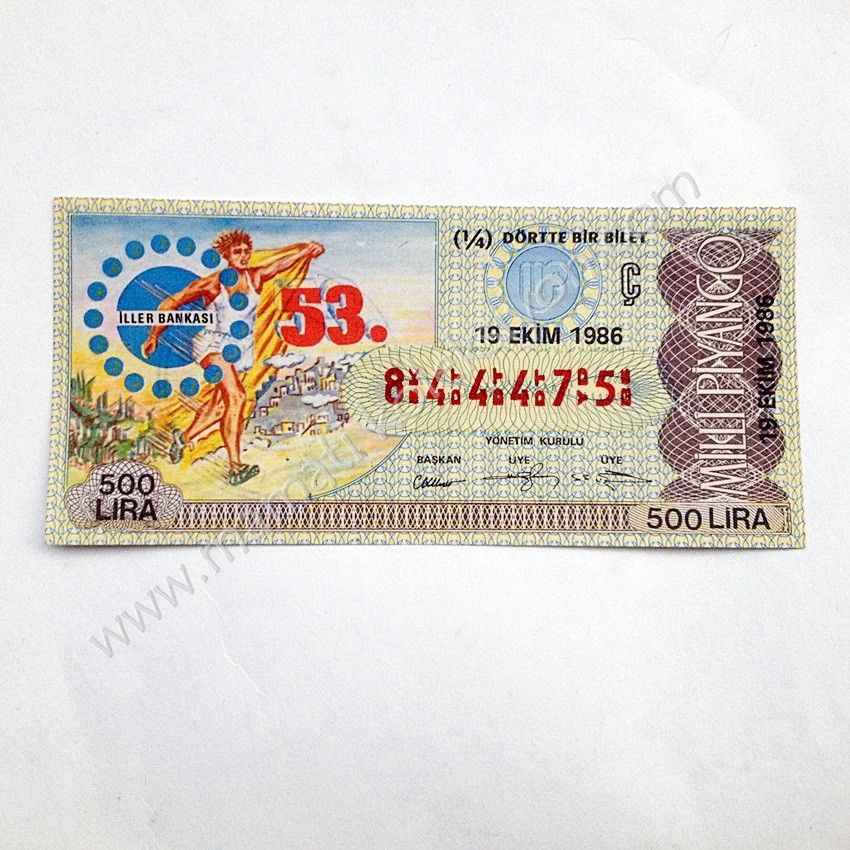 (1/4) DÖRTTE BİR BİLET
Ç
19 EKİM 1986
İLLER BANKASI
53.
8 4 4 4 7 5
YÖNETİM KURULU
BAŞKAN ÜYE ÜYE
500
LİRA
500 LİRA
MİLLİ PİYANGO
19 EKİM 1986